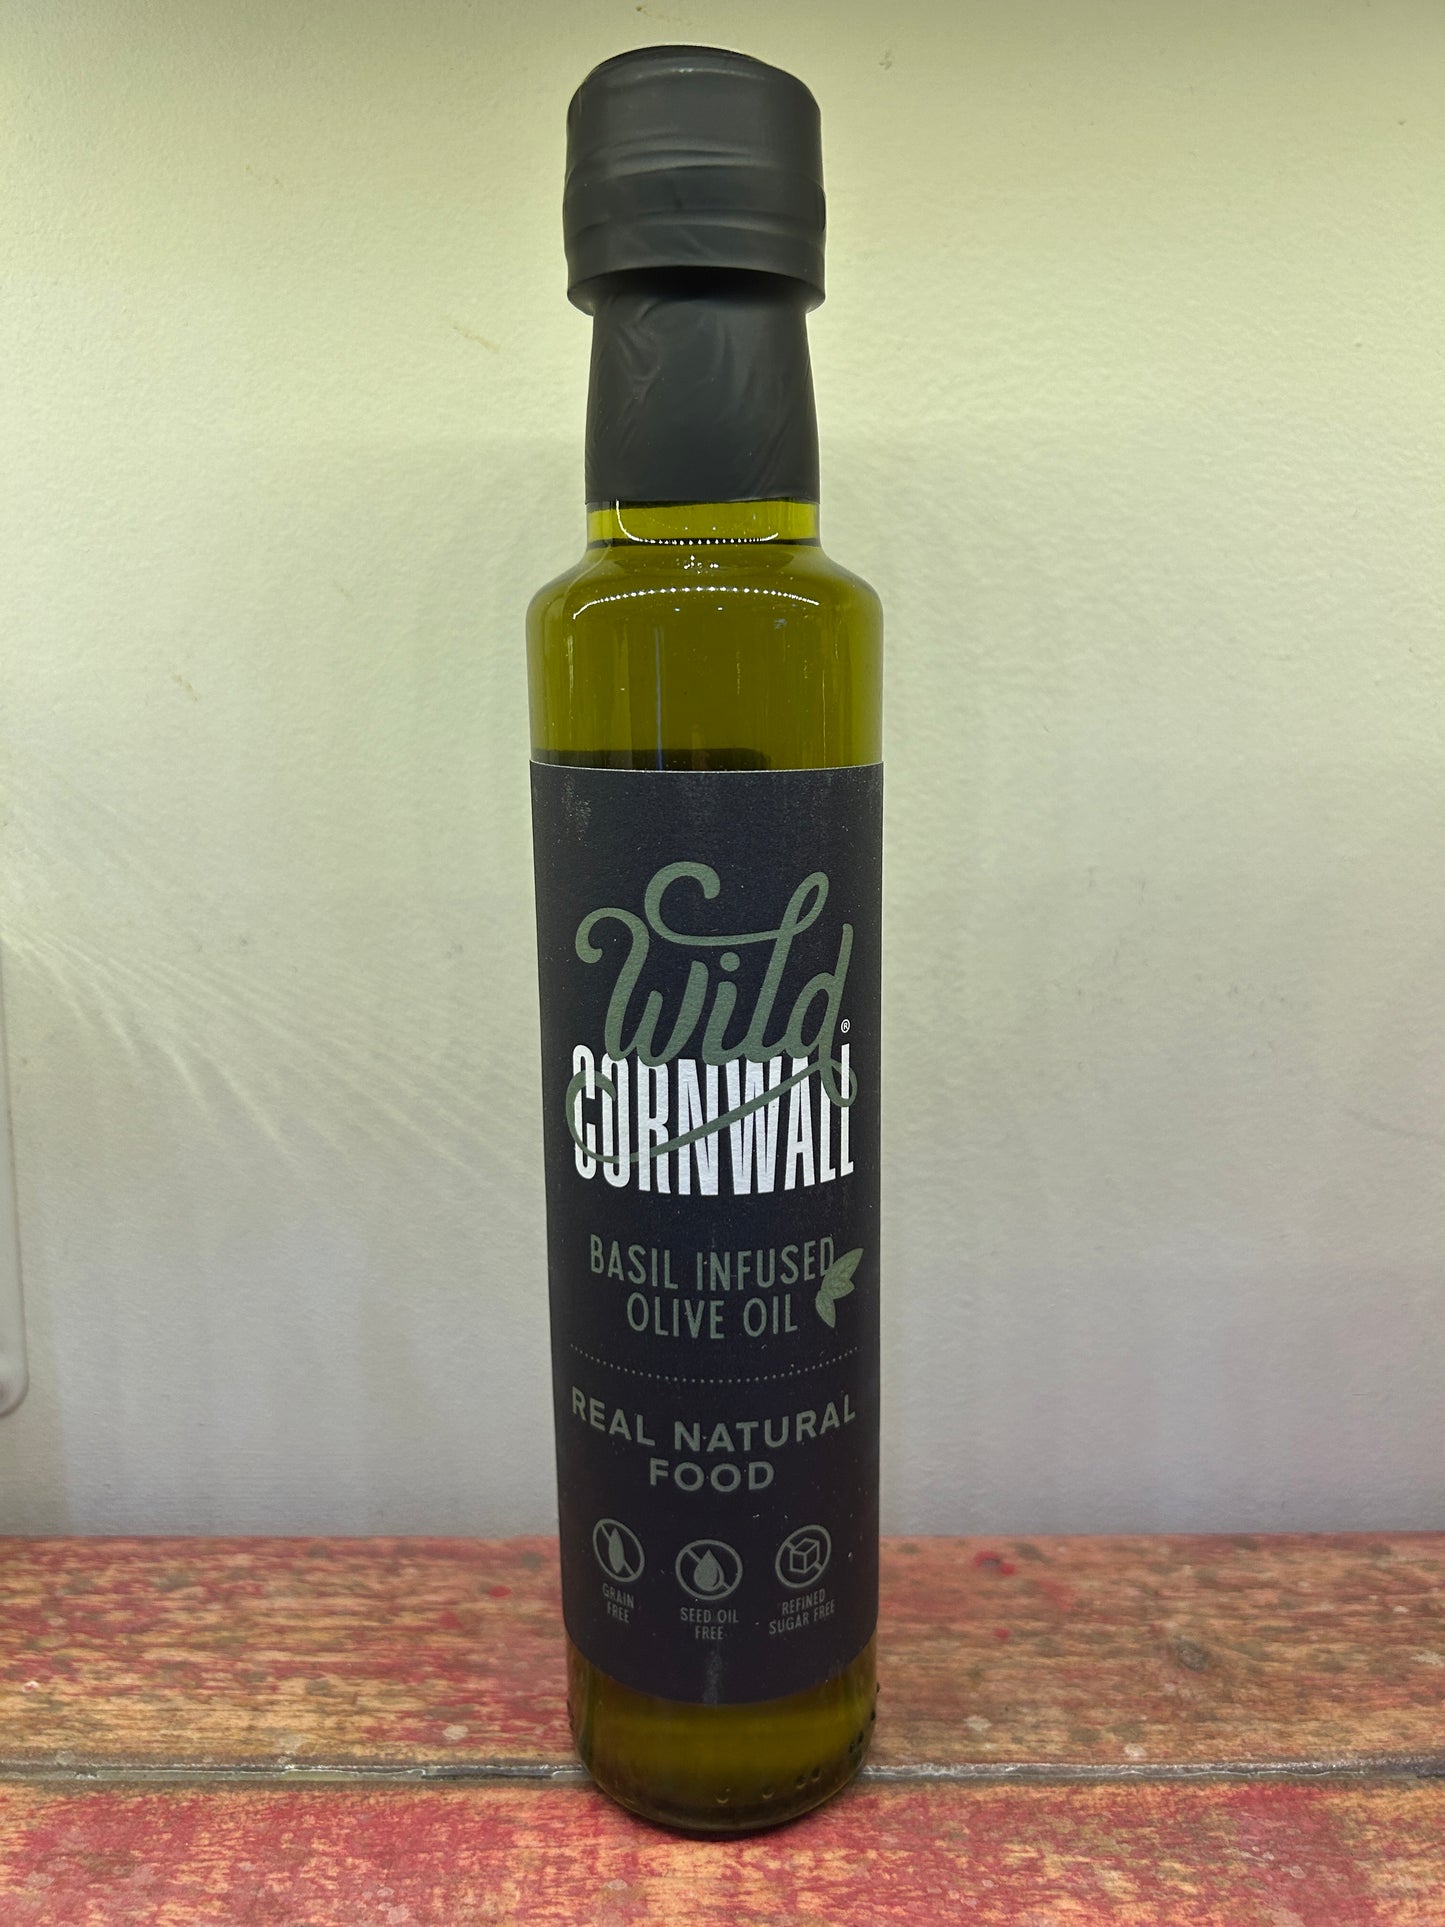 Wild
CORNWALL®
BASIL INFUSED
OLIVE OIL
REAL NATURAL
FOOD
GRAIN
FREE
SEED OIL
FREE
REFINED
SUGAR FREE